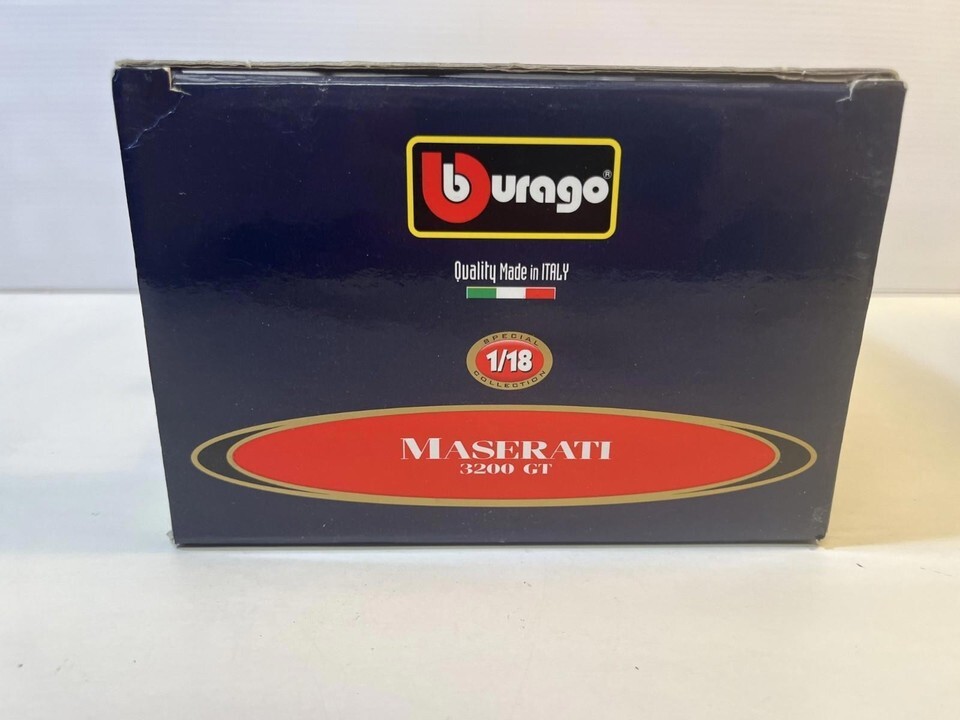 burago®
Quality Made in ITALY
SPECIAL
1/18
COLLECTION
MASERATI
3200 GT